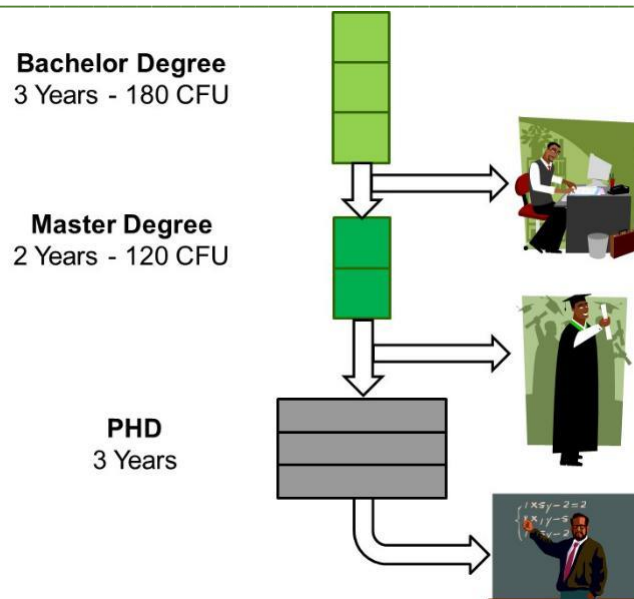 Bachelor Degree
3 Years - 180 CFU
Master Degree
2 Years - 120 CFU
PHD
3 Years